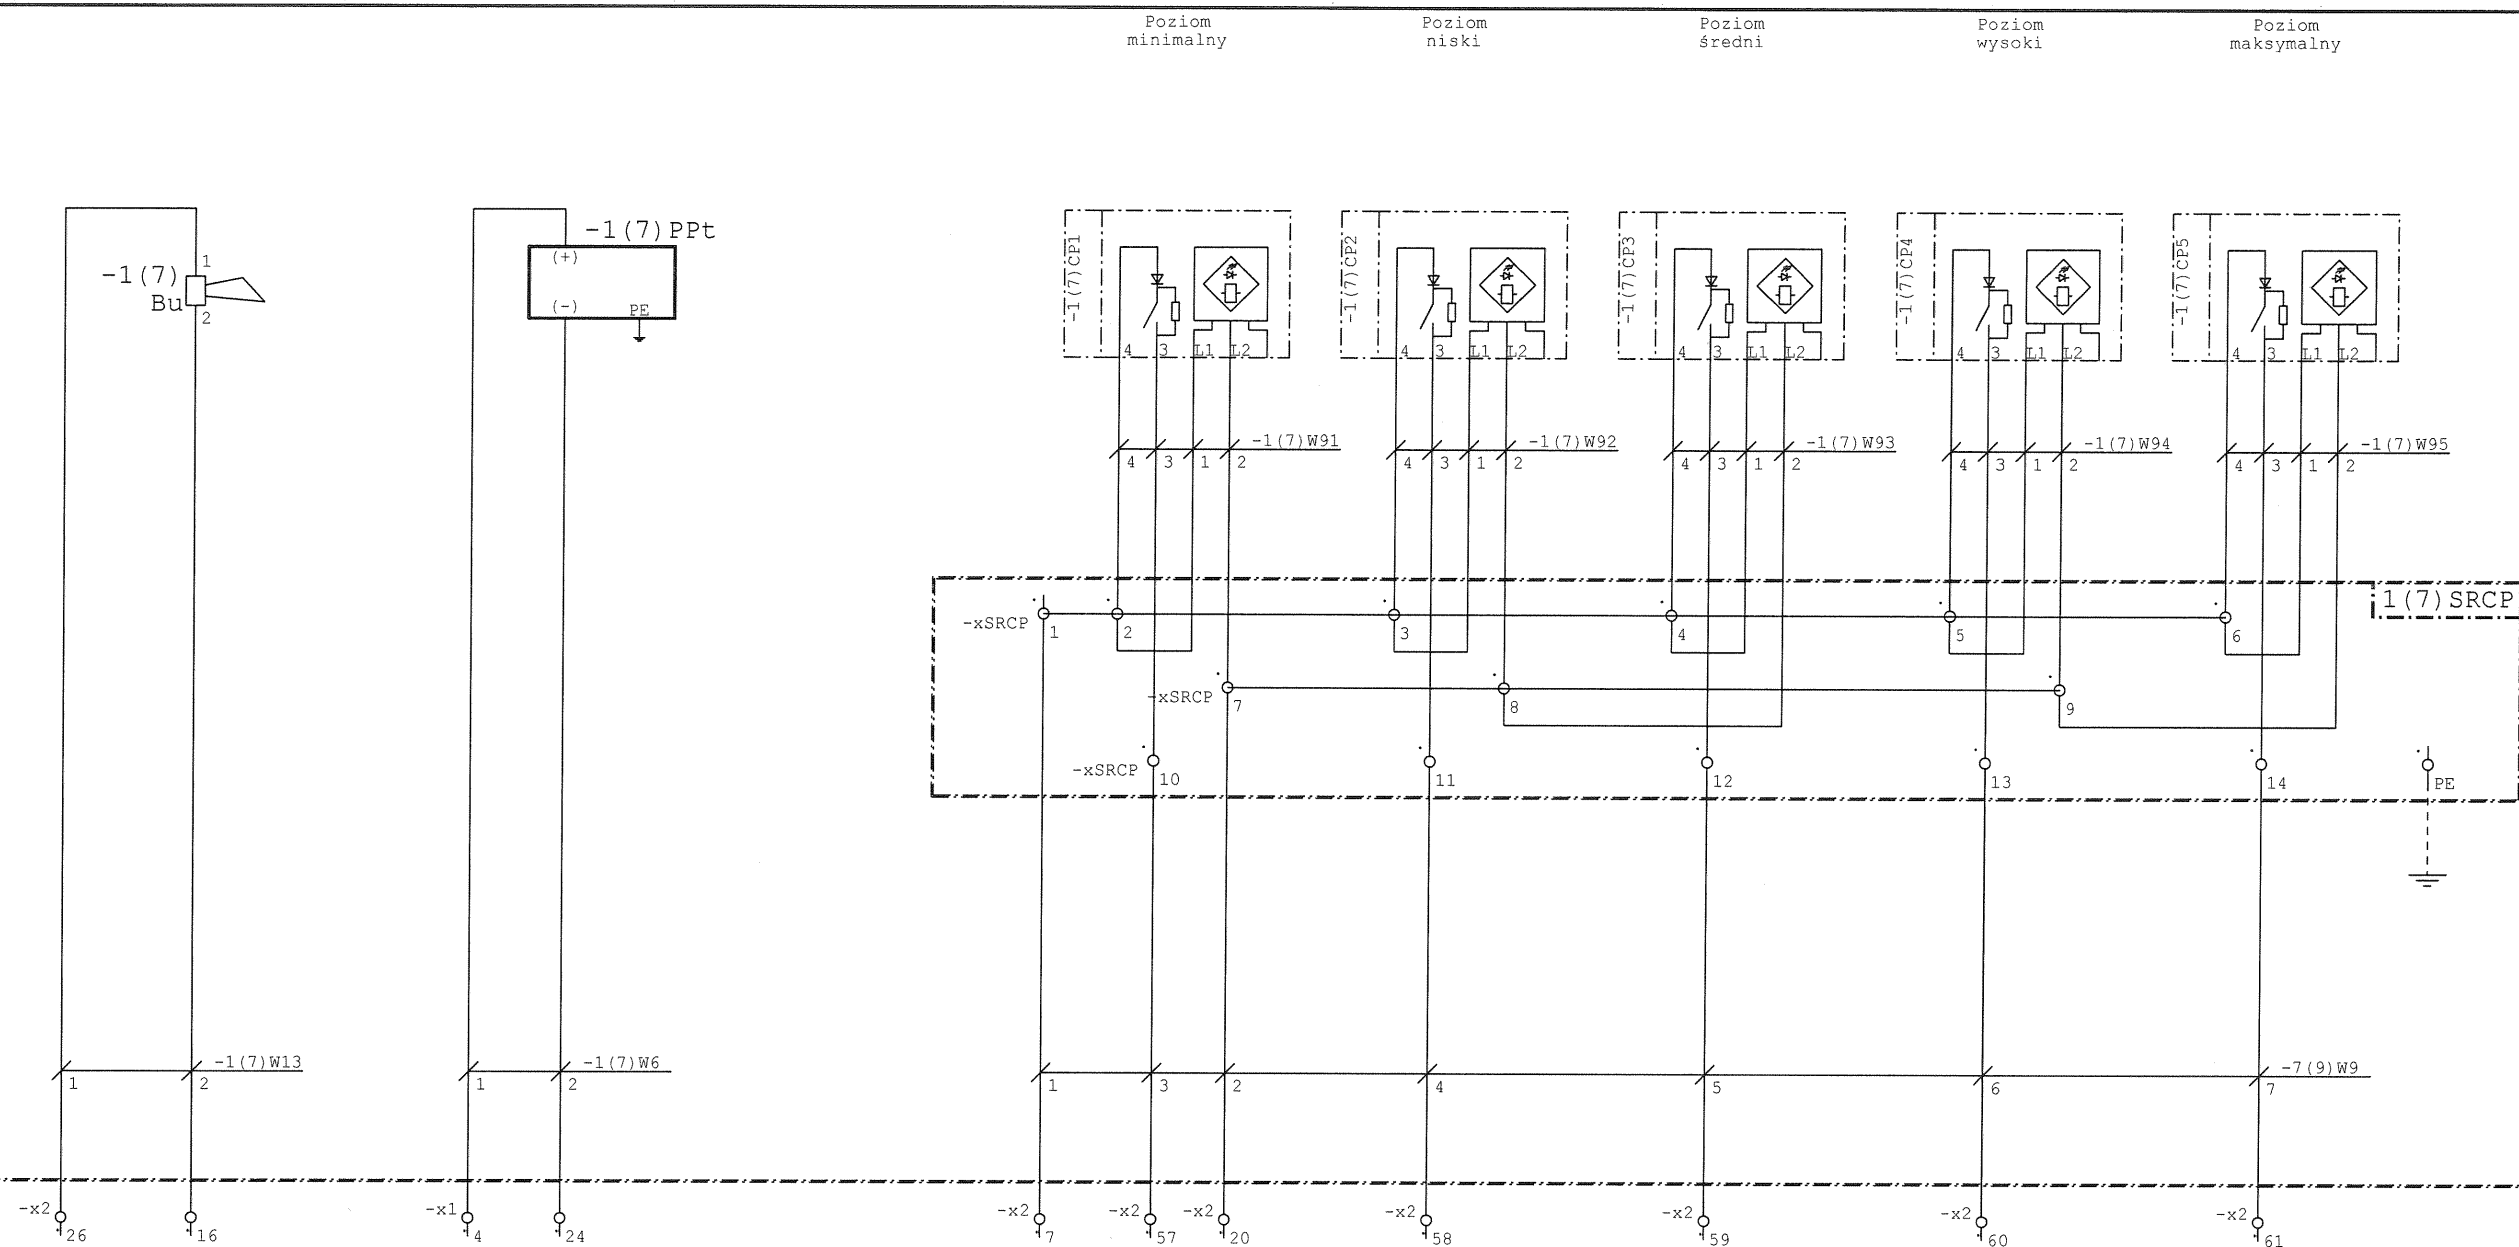 Poziom
minimalny
Poziom
niski
Poziom
średni
Poziom
wysoki
Poziom
maksymalny
-1(7)
Bu
1
2
-1(7)PPt
(+)
(-)
PE
-1(7)CP1
4 3 L1 L2
-1(7)CP2
4 3 L1 L2
-1(7)CP3
4 3 L1 L2
-1(7)CP4
4 3 L1 L2
-1(7)CP5
4 3 L1 L2
-1(7)W91
4 3 1 2
-1(7)W92
4 3 1 2
-1(7)W93
4 3 1 2
-1(7)W94
4 3 1 2
-1(7)W95
4 3 1 2
1(7)SRCP
-xSRCP 1 2 3 4 5 6
-xSRCP 7 8 9
-xSRCP 10 11 12 13 14 PE
1 2 -1(7)W13
1 2 -1(7)W6
1 3 2 4 5 6 7 -7(9)W9
-x2 26 16
-x1 4 24
-x2 7
-x2 57
-x2 20
-x2 58
-x2 59
-x2 60
-x2 61